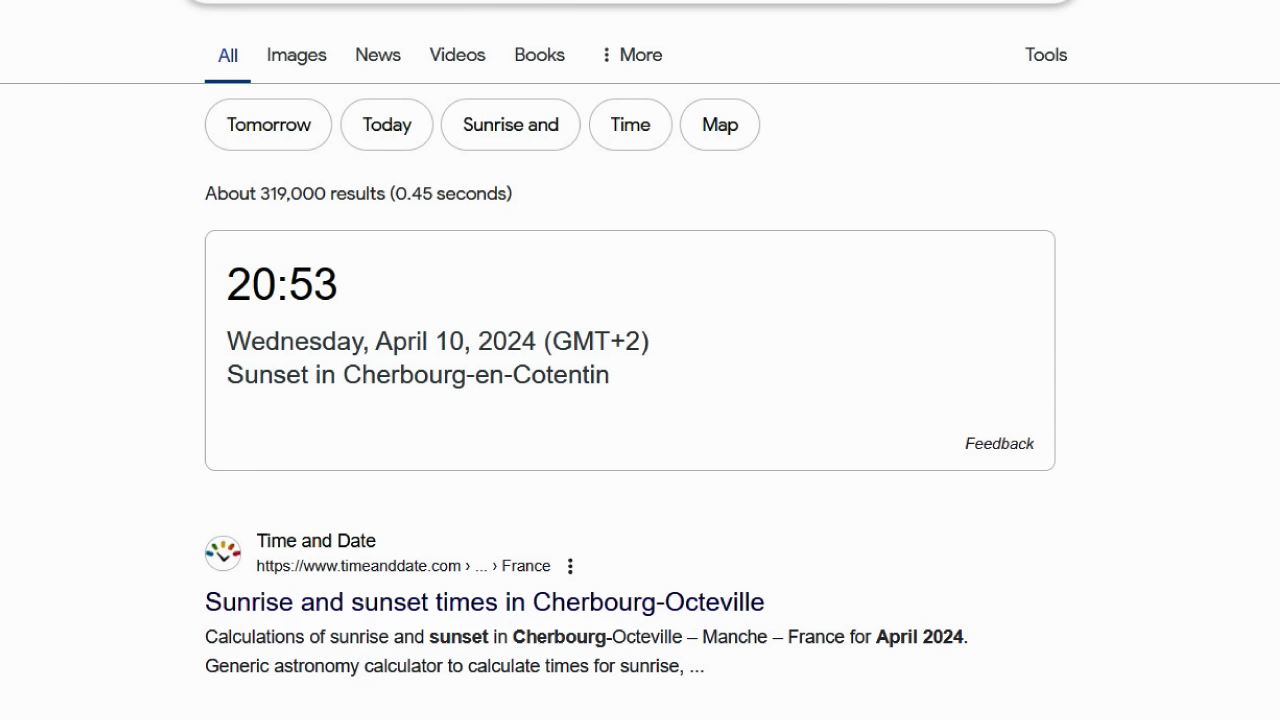 All Images News Videos Books ⋮ More Tools
Tomorrow Today Sunrise and Time Map
About 319,000 results (0.45 seconds)
20:53
Wednesday, April 10, 2024 (GMT+2)
Sunset in Cherbourg-en-Cotentin
Feedback
Time and Date
https://www.timeanddate.com › ... › France
Sunrise and sunset times in Cherbourg-Octeville
Calculations of sunrise and sunset in Cherbourg-Octeville – Manche – France for April 2024.
Generic astronomy calculator to calculate times for sunrise, ...